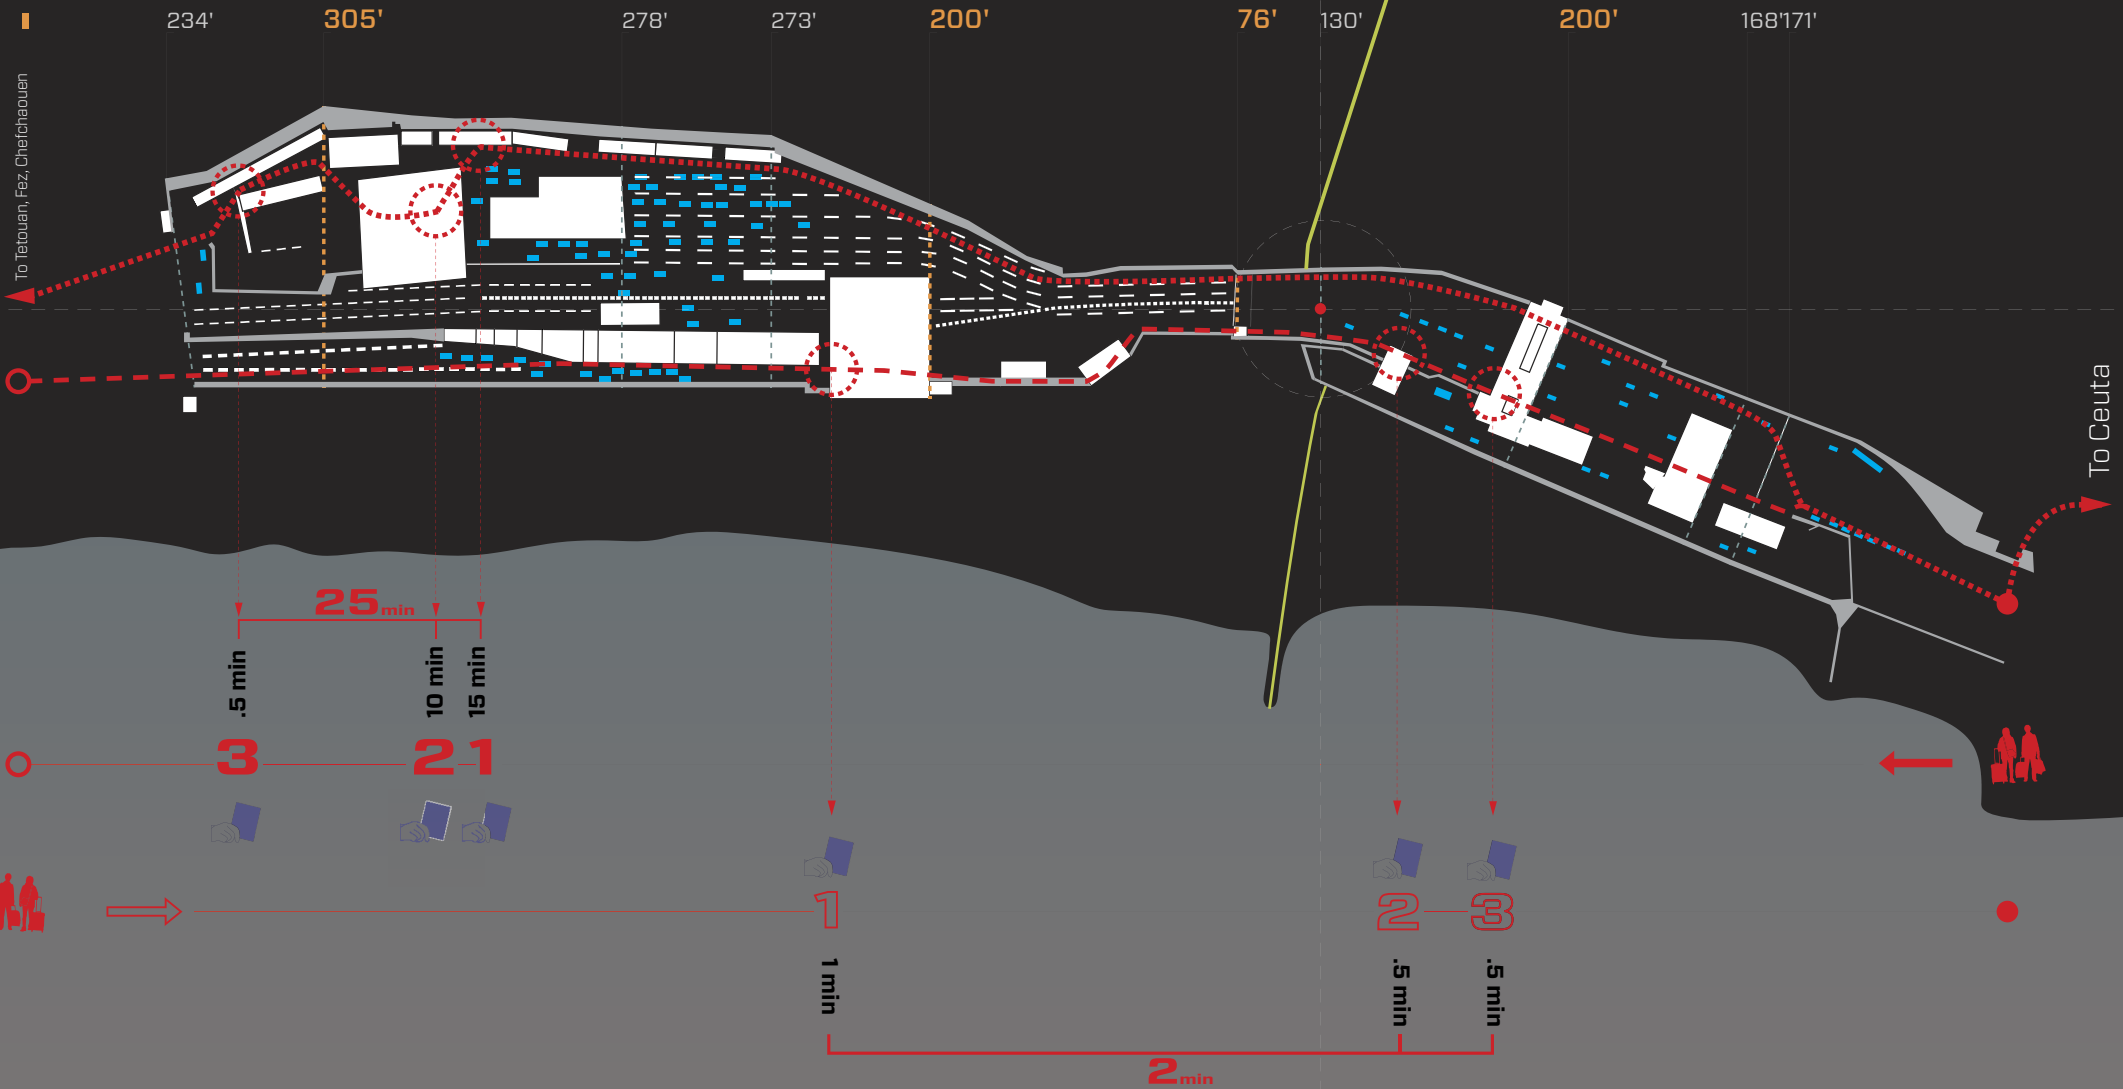 234'
305'
278'
273'
200'
76'
130'
200'
168'171'
To Tetouan, Fez, Chefchaouen
To Ceuta
25min
.5 min
10 min
15 min
3
2
1
1
2
3
1 min
.5 min
.5 min
2min